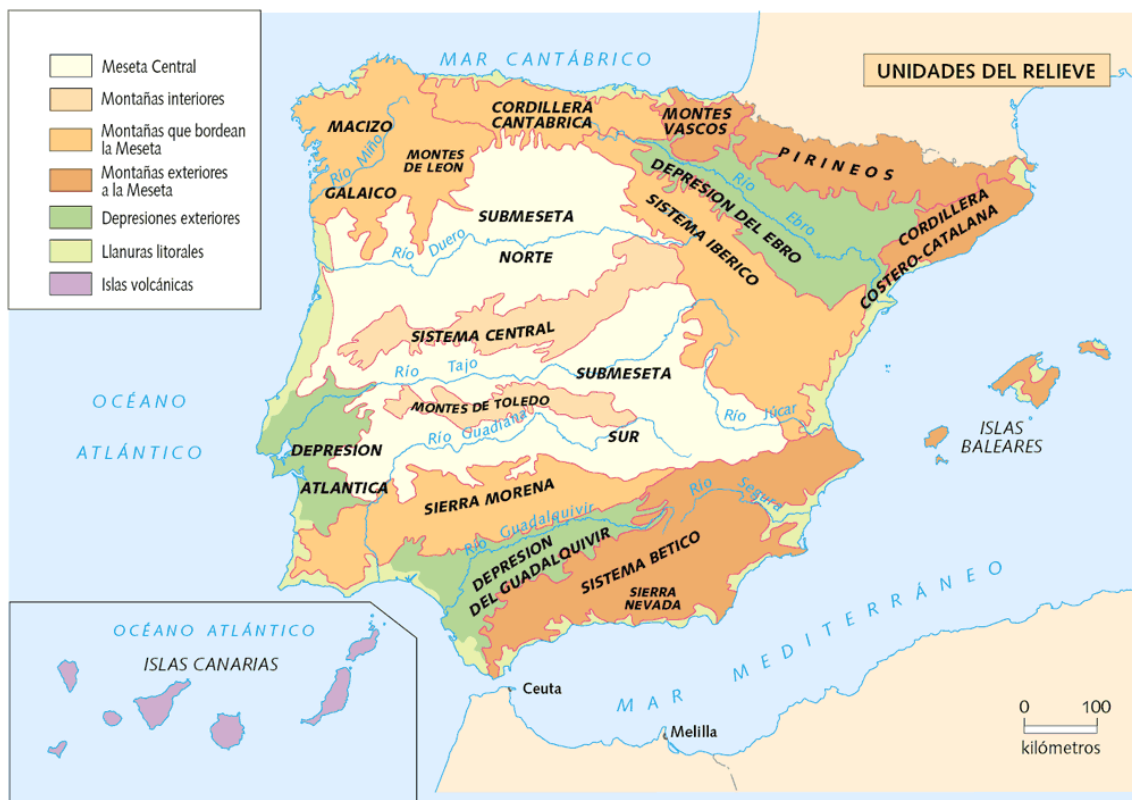 Meseta Central
Montañas interiores
Montañas que bordean
la Meseta
Montañas exteriores
a la Meseta
Depresiones exteriores
Llanuras litorales
Islas volcánicas
UNIDADES DEL RELIEVE
MAR CANTÁBRICO
MACIZO
GALAICO
Río Miño
MONTES
DE LEON
CORDILLERA
CANTABRICA
MONTES
VASCOS
PIRINEOS
DEPRESION DEL EBRO
Río Ebro
CORDILLERA
COSTERO-CATALANA
SISTEMA IBERICO
SUBMESETA
NORTE
Río Duero
SISTEMA CENTRAL
Río Tajo
SUBMESETA
SUR
MONTES DE TOLEDO
Río Guadiana
Río Júcar
OCÉANO
ATLÁNTICO
DEPRESION
ATLANTICA
SIERRA MORENA
Río Guadalquivir
DEPRESION
DEL GUADALQUIVIR
Río Segura
SISTEMA BETICO
SIERRA
NEVADA
ISLAS
BALEARES
MAR MEDITERRÁNEO
OCÉANO ATLÁNTICO
ISLAS CANARIAS
Ceuta
Melilla
0 100
kilómetros